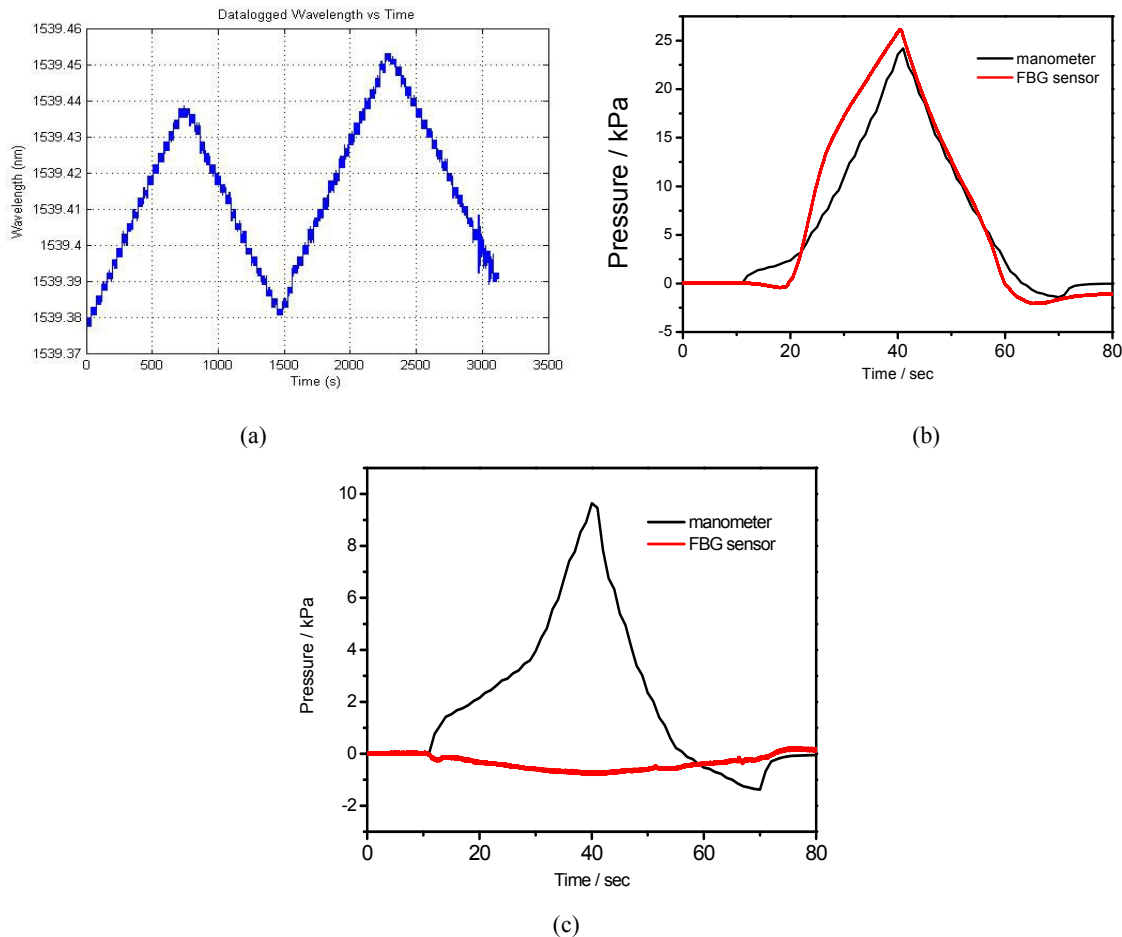 Datalogged Wavelength vs Time
1539.46
1539.45
1539.44
1539.43
1539.42
1539.41
1539.4
1539.39
1539.38
1539.37
Wavelength (nm)
0 500 1000 1500 2000 2500 3000 3500
Time (s)
(a)
25
20
15
10
5
0
-5
Pressure / kPa
manometer
FBG sensor
0 20 40 60 80
Time / sec
(b)
10
8
6
4
2
0
-2
Pressure / kPa
manometer
FBG sensor
0 20 40 60 80
Time / sec
(c)